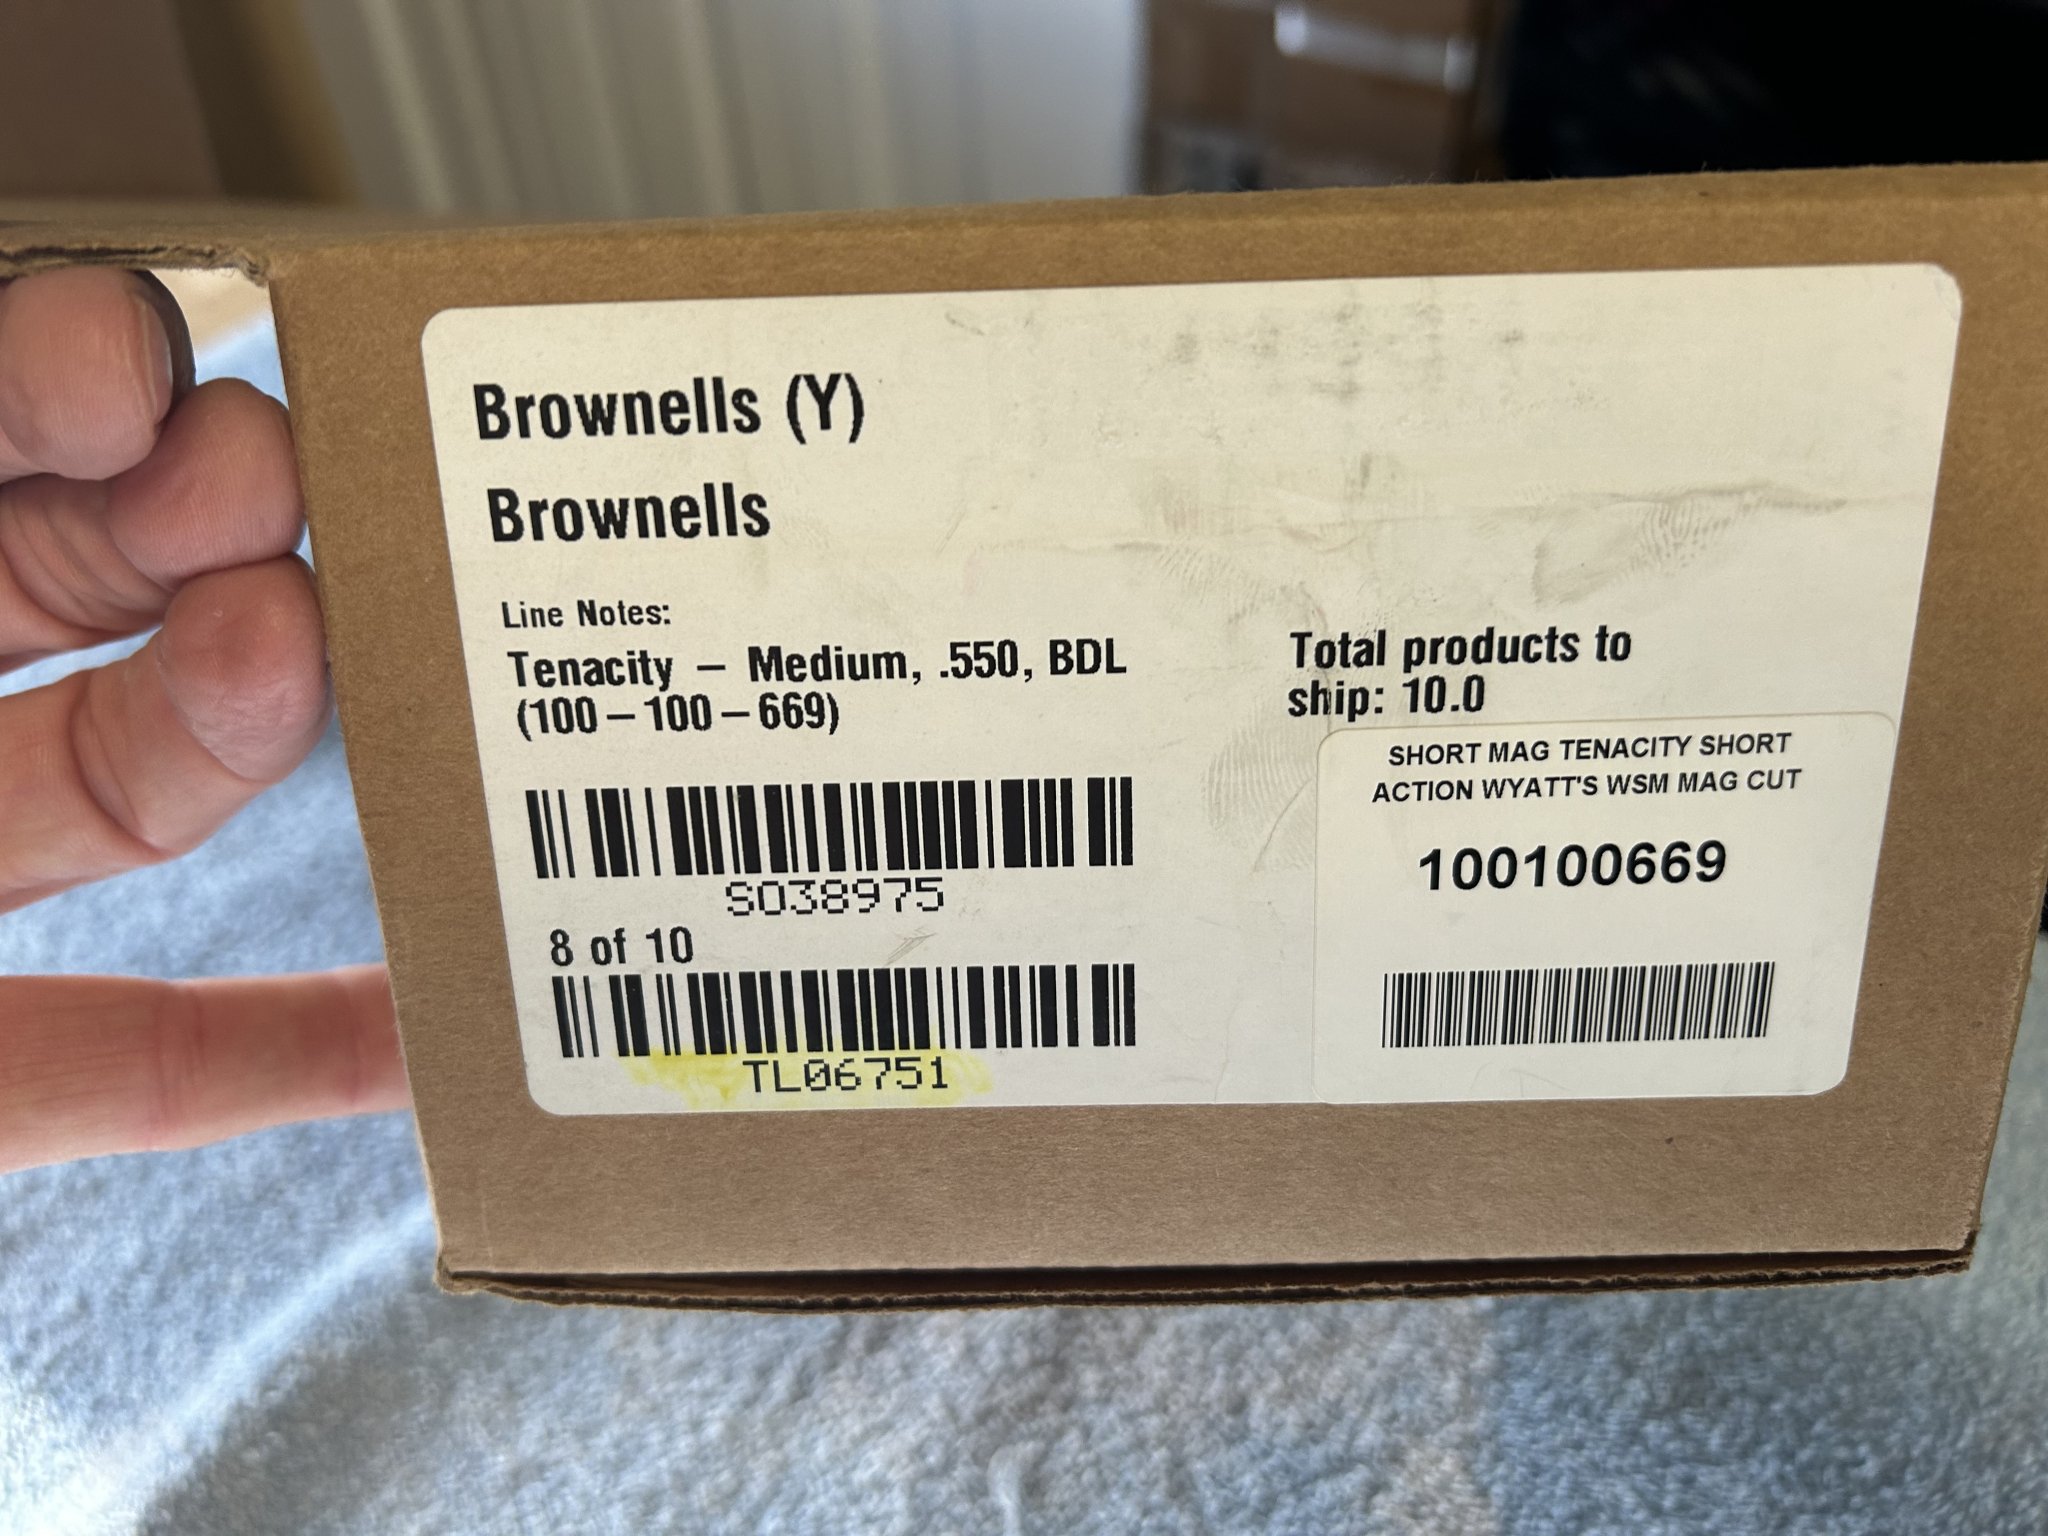 Brownells (Y)
Brownells
Line Notes:
Tenacity – Medium, .550, BDL
(100–100–669)
Total products to
ship: 10.0
SO38975
8 of 10
TL06751
SHORT MAG TENACITY SHORT
ACTION WYATT'S WSM MAG CUT
100100669